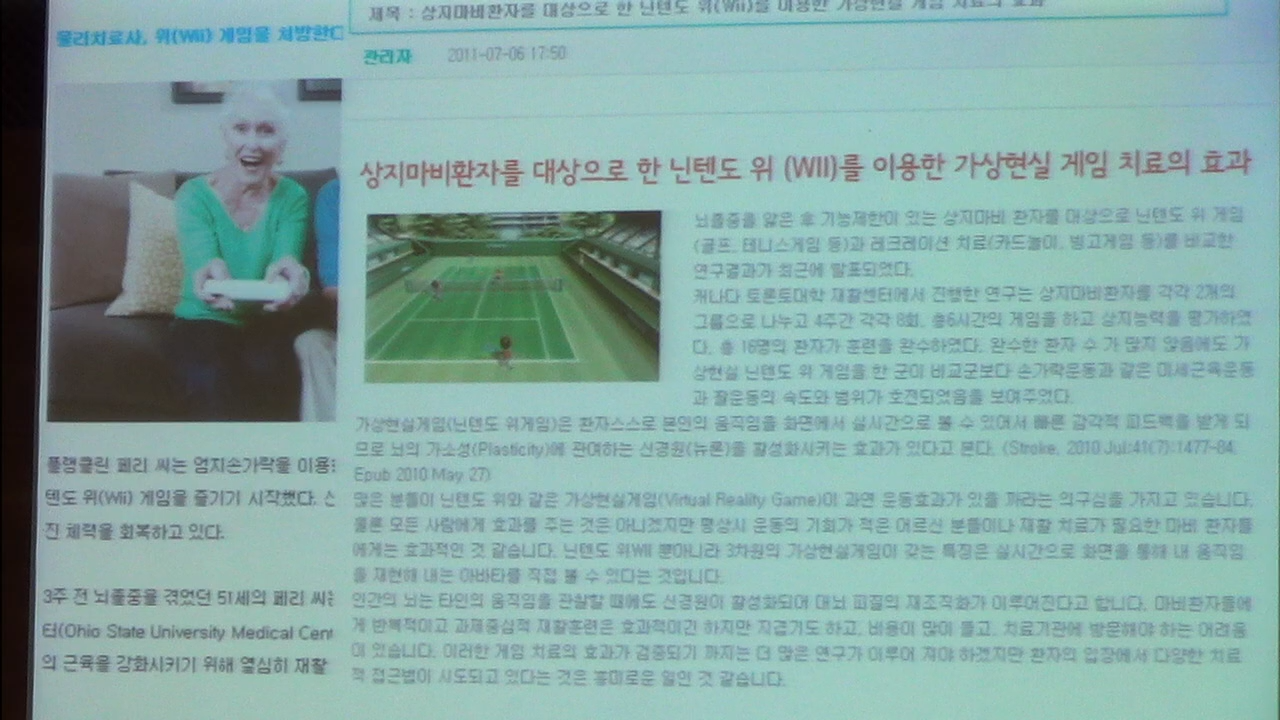 제목 : 상지마비환자를 대상으로 한 닌텐도 위(Wii)를 이용한 가상현실 게임 치료의 효과
물리치료사, 위(Wii) 게임을 처방한다
관리자 2011-07-06 17:50
상지마비환자를 대상으로 한 닌텐도 위 (WII)를 이용한 가상현실 게임 치료의 효과
뇌졸중을 앓은 후 기능제한이 있는 상지마비 환자를 대상으로 닌텐도 위 게임
(골프, 테니스게임 등)과 레크레이션 치료(카드놀이, 빙고게임 등)를 비교한
연구결과가 최근에 발표되었다.
캐나다 토론토대학 재활센터에서 진행한 연구는 상지마비환자를 각각 2개의
그룹으로 나누고 4주간 각각 8회, 총6시간의 게임을 하고 상지능력을 평가하였
다. 총 16명의 환자가 훈련을 완수하였다. 완수한 환자 수 가 많지 않음에도 가
상현실 닌텐도 위 게임을 한 군이 비교군보다 손가락운동과 같은 미세근육운동
과 팔운동의 속도와 범위가 호전되었음을 보여주었다.
가상현실게임(닌텐도 위게임)은 환자스스로 본인의 움직임을 화면에서 실시간으로 볼 수 있어서 빠른 감각적 피드백을 받게 되
므로 뇌의 가소성(Plasticity)에 관여하는 신경원(뉴론)을 활성화시키는 효과가 있다고 본다. (Stroke. 2010 Jul;41(7):1477-84.
Epub 2010 May 27)
많은 분들이 닌텐도 위와 같은 가상현실게임(Virtual Reality Game)이 과연 운동효과가 있을 까라는 의구심을 가지고 있습니다.
물론 모든 사람에게 효과를 주는 것은 아니겠지만 평상시 운동의 기회가 적은 어르신 분들이나 재활 치료가 필요한 마비 환자들
에게는 효과적인 것 같습니다. 닌텐도 위WII 뿐아니라 3차원의 가상현실게임이 갖는 특징은 실시간으로 화면을 통해 내 움직임
을 재현해 내는 아바타를 직접 볼 수 있다는 것입니다.
인간의 뇌는 타인의 움직임을 관찰할 때에도 신경원이 활성화되어 대뇌 피질의 재조직화가 이루어진다고 합니다. 마비환자들에
게 반복적이고 과제중심적 재활훈련은 효과적이긴 하지만 지겹기도 하고, 비용이 많이 들고, 치료기관에 방문해야 하는 어려움
이 있습니다. 이러한 게임 치료의 효과가 검증되기 까지는 더 많은 연구가 이루어 져야 하겠지만 환자의 입장에서 다양한 치료
적 접근법이 시도되고 있다는 것은 흥미로운 일인 것 같습니다.
플랭클린 페리 씨는 엄지손가락을 이용
텐도 위(Wii) 게임을 즐기기 시작했다. 신
진 체력을 회복하고 있다.
3주 전 뇌졸중을 겪었던 51세의 페리 씨는
터(Ohio State University Medical Cent
의 근육을 강화시키기 위해 열심히 재활